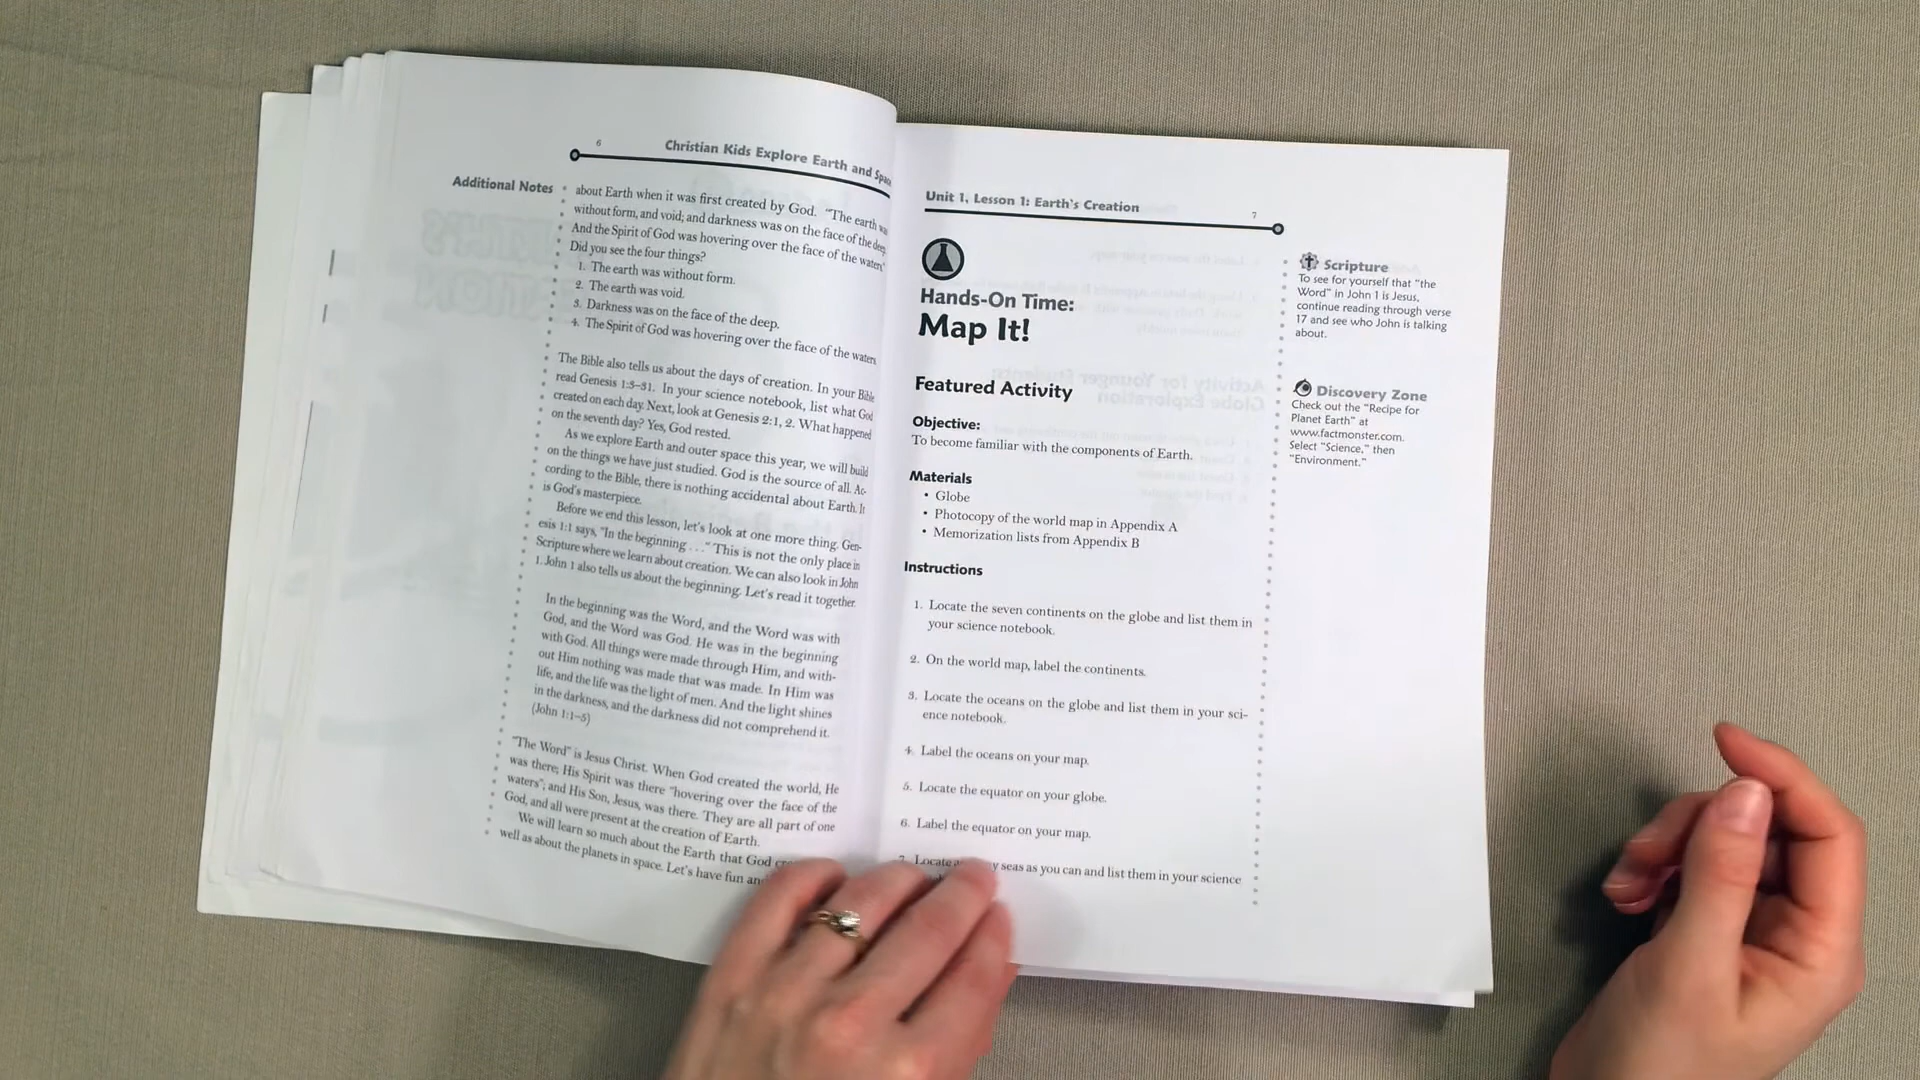 6
Christian Kids Explore Earth and Space
Additional Notes
about Earth when it was first created by God. "The earth was
without form, and void; and darkness was on the face of the deep.
And the Spirit of God was hovering over the face of the waters."
Did you see the four things?
1. The earth was without form.
2. The earth was void.
3. Darkness was on the face of the deep.
4. The Spirit of God was hovering over the face of the waters.
The Bible also tells us about the days of creation. In your Bible
read Genesis 1:3–31. In your science notebook, list what God
created on each day. Next, look at Genesis 2:1, 2. What happened
on the seventh day? Yes, God rested.
As we explore Earth and outer space this year, we will build
on the things we have just studied. God is the source of all. Ac-
cording to the Bible, there is nothing accidental about Earth. It
is God's masterpiece.
Before we end this lesson, let's look at one more thing. Gen-
esis 1:1 says, "In the beginning . . ." This is not the only place in
Scripture where we learn about creation. We can also look in John
1. John 1 also tells us about the beginning. Let's read it together.
In the beginning was the Word, and the Word was with
God, and the Word was God. He was in the beginning
with God. All things were made through Him, and with-
out Him nothing was made that was made. In Him was
life, and the life was the light of men. And the light shines
in the darkness, and the darkness did not comprehend it.
(John 1:1–5)
"The Word" is Jesus Christ. When God created the world, He
was there; His Spirit was there "hovering over the face of the
waters"; and His Son, Jesus, was there. They are all part of one
God, and all were present at the creation of Earth.
We will learn so much about the Earth that God
well as about the planets in space. Let's have fun
Unit 1, Lesson 1: Earth's Creation
7
Hands-On Time:
Map It!
Featured Activity
Objective:
To become familiar with the components of Earth.
Materials
• Globe
• Photocopy of the world map in Appendix A
• Memorization lists from Appendix B
Instructions
1. Locate the seven continents on the globe and list them in
your science notebook.
2. On the world map, label the continents.
3. Locate the oceans on the globe and list them in your sci-
ence notebook.
4. Label the oceans on your map.
5. Locate the equator on your globe.
6. Label the equator on your map.
7. Locate seas as you can and list them in your science
Scripture
To see for yourself that "the
Word" in John 1 is Jesus,
continue reading through verse
17 and see who John is talking
about.
Discovery Zone
Check out the "Recipe for
Planet Earth" at
www.factmonster.com.
Select "Science," then
"Environment."